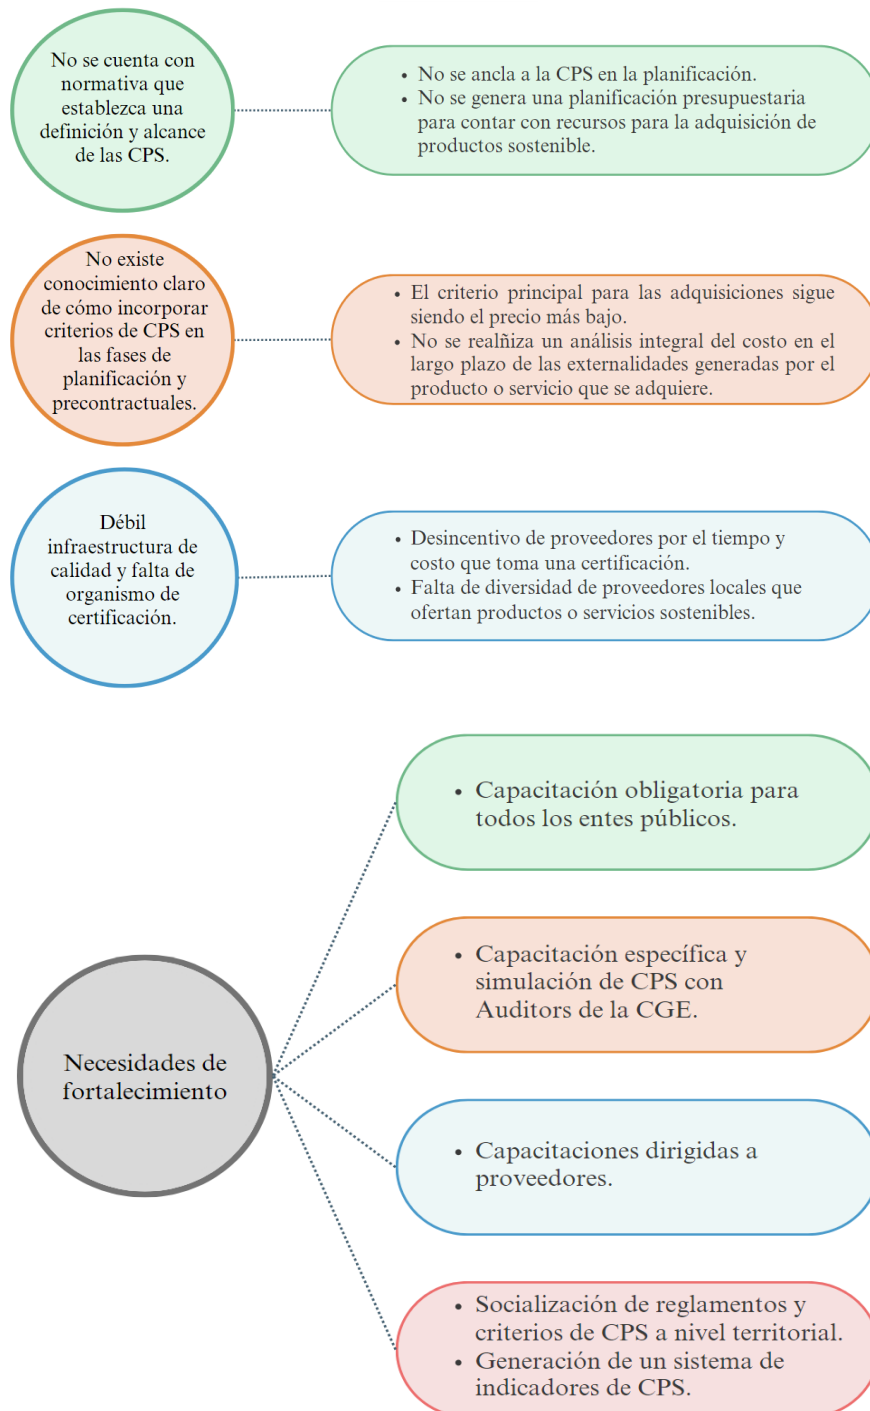 No se cuenta con
normativa que
establezca una
definición y alcance
de las CPS.
• No se ancla a la CPS en la planificación.
• No se genera una planificación presupuestaria
para contar con recursos para la adquisición de
productos sostenible.
No existe
conocimiento claro
de cómo incorporar
criterios de CPS en
las fases de
planificación y
precontractuales.
• El criterio principal para las adquisiciones sigue
siendo el precio más bajo.
• No se realñiza un análisis integral del costo en el
largo plazo de las externalidades generadas por el
producto o servicio que se adquiere.
Débil
infraestructura de
calidad y falta de
organismo de
certificación.
• Desincentivo de proveedores por el tiempo y
costo que toma una certificación.
• Falta de diversidad de proveedores locales que
ofertan productos o servicios sostenibles.
Necesidades de
fortalecimiento
• Capacitación obligatoria para
todos los entes públicos.
• Capacitación específica y
simulación de CPS con
Auditors de la CGE.
• Capacitaciones dirigidas a
proveedores.
• Socialización de reglamentos y
criterios de CPS a nivel territorial.
• Generación de un sistema de
indicadores de CPS.